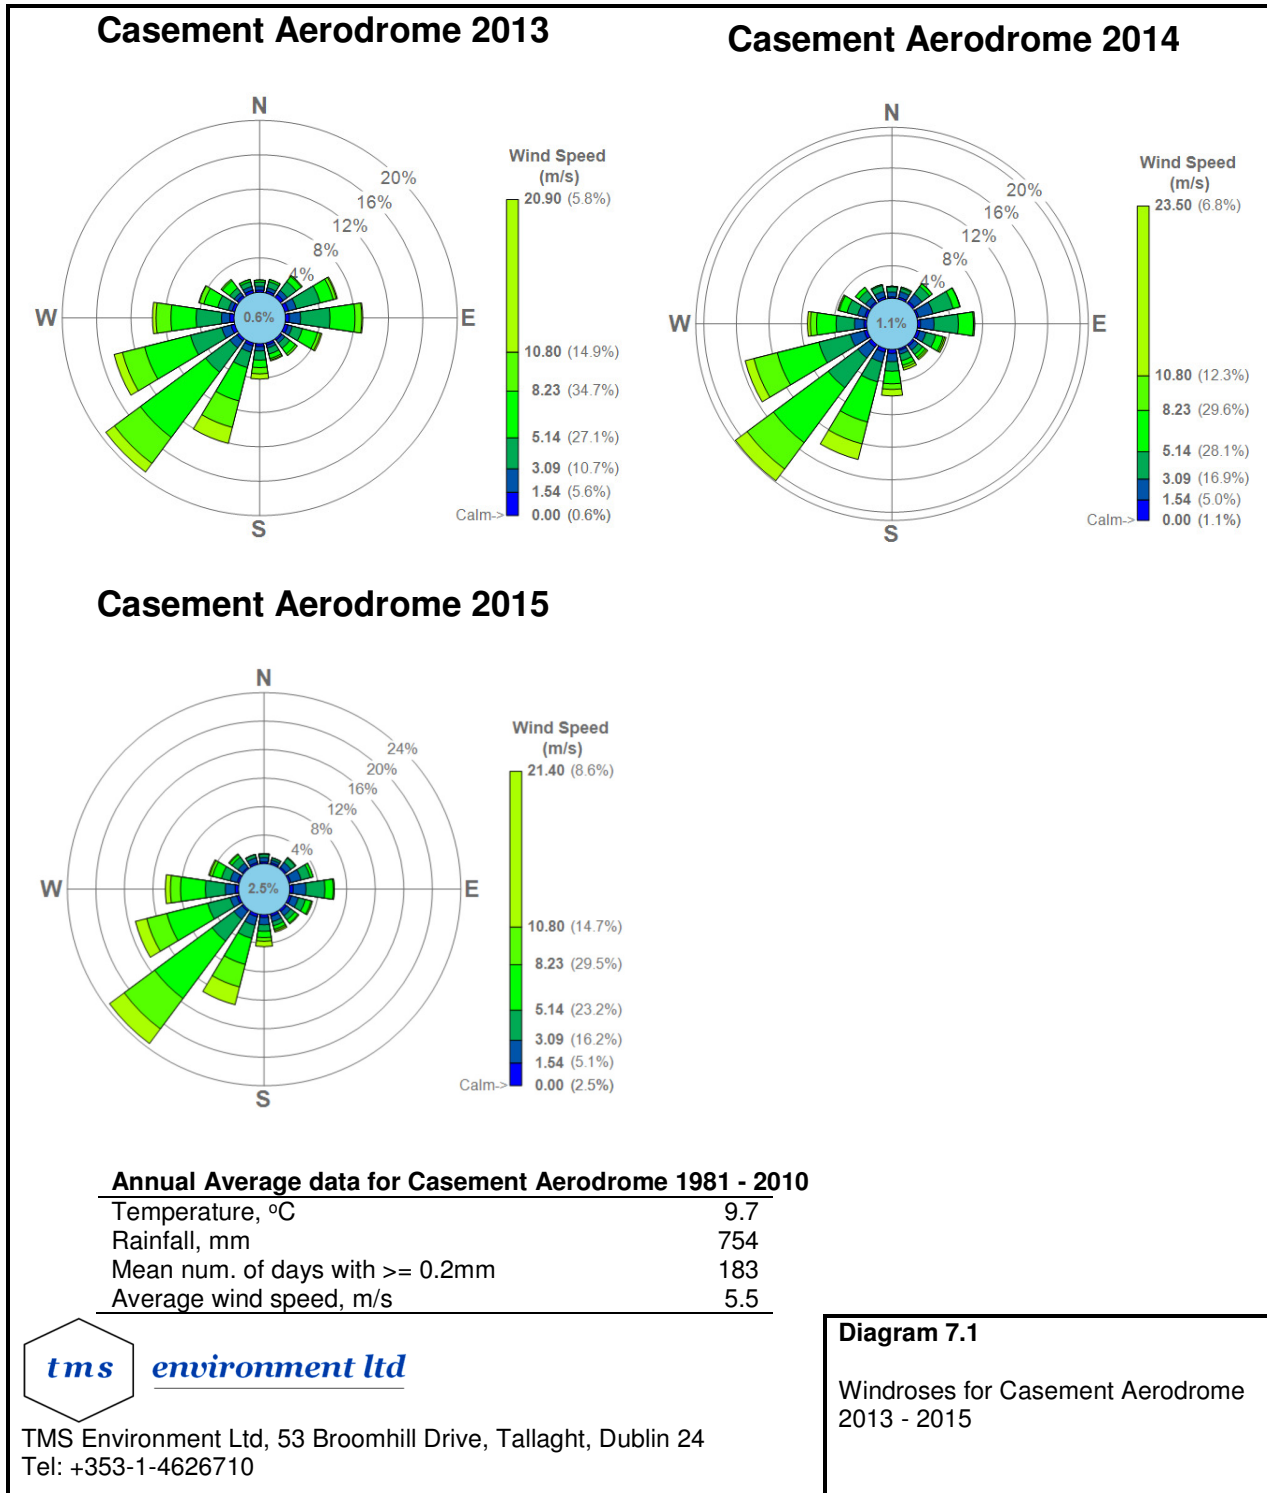 Casement Aerodrome 2013
N
20%
16%
12%
8%
4%
W
0.6%
E
S
Wind Speed
(m/s)
20.90 (5.8%)
10.80 (14.9%)
8.23 (34.7%)
5.14 (27.1%)
3.09 (10.7%)
1.54 (5.6%)
Calm-> 0.00 (0.6%)
Casement Aerodrome 2014
N
20%
16%
12%
8%
4%
W
1.1%
E
S
Wind Speed
(m/s)
23.50 (6.8%)
10.80 (12.3%)
8.23 (29.6%)
5.14 (28.1%)
3.09 (16.9%)
1.54 (5.0%)
Calm-> 0.00 (1.1%)
Casement Aerodrome 2015
N
24%
20%
16%
12%
8%
4%
W
2.5%
E
S
Wind Speed
(m/s)
21.40 (8.6%)
10.80 (14.7%)
8.23 (29.5%)
5.14 (23.2%)
3.09 (16.2%)
1.54 (5.1%)
Calm-> 0.00 (2.5%)
Annual Average data for Casement Aerodrome 1981 - 2010
Temperature, ºC 9.7
Rainfall, mm 754
Mean num. of days with >= 0.2mm 183
Average wind speed, m/s 5.5
tms environment ltd
TMS Environment Ltd, 53 Broomhill Drive, Tallaght, Dublin 24
Tel: +353-1-4626710
Diagram 7.1
Windroses for Casement Aerodrome
2013 - 2015